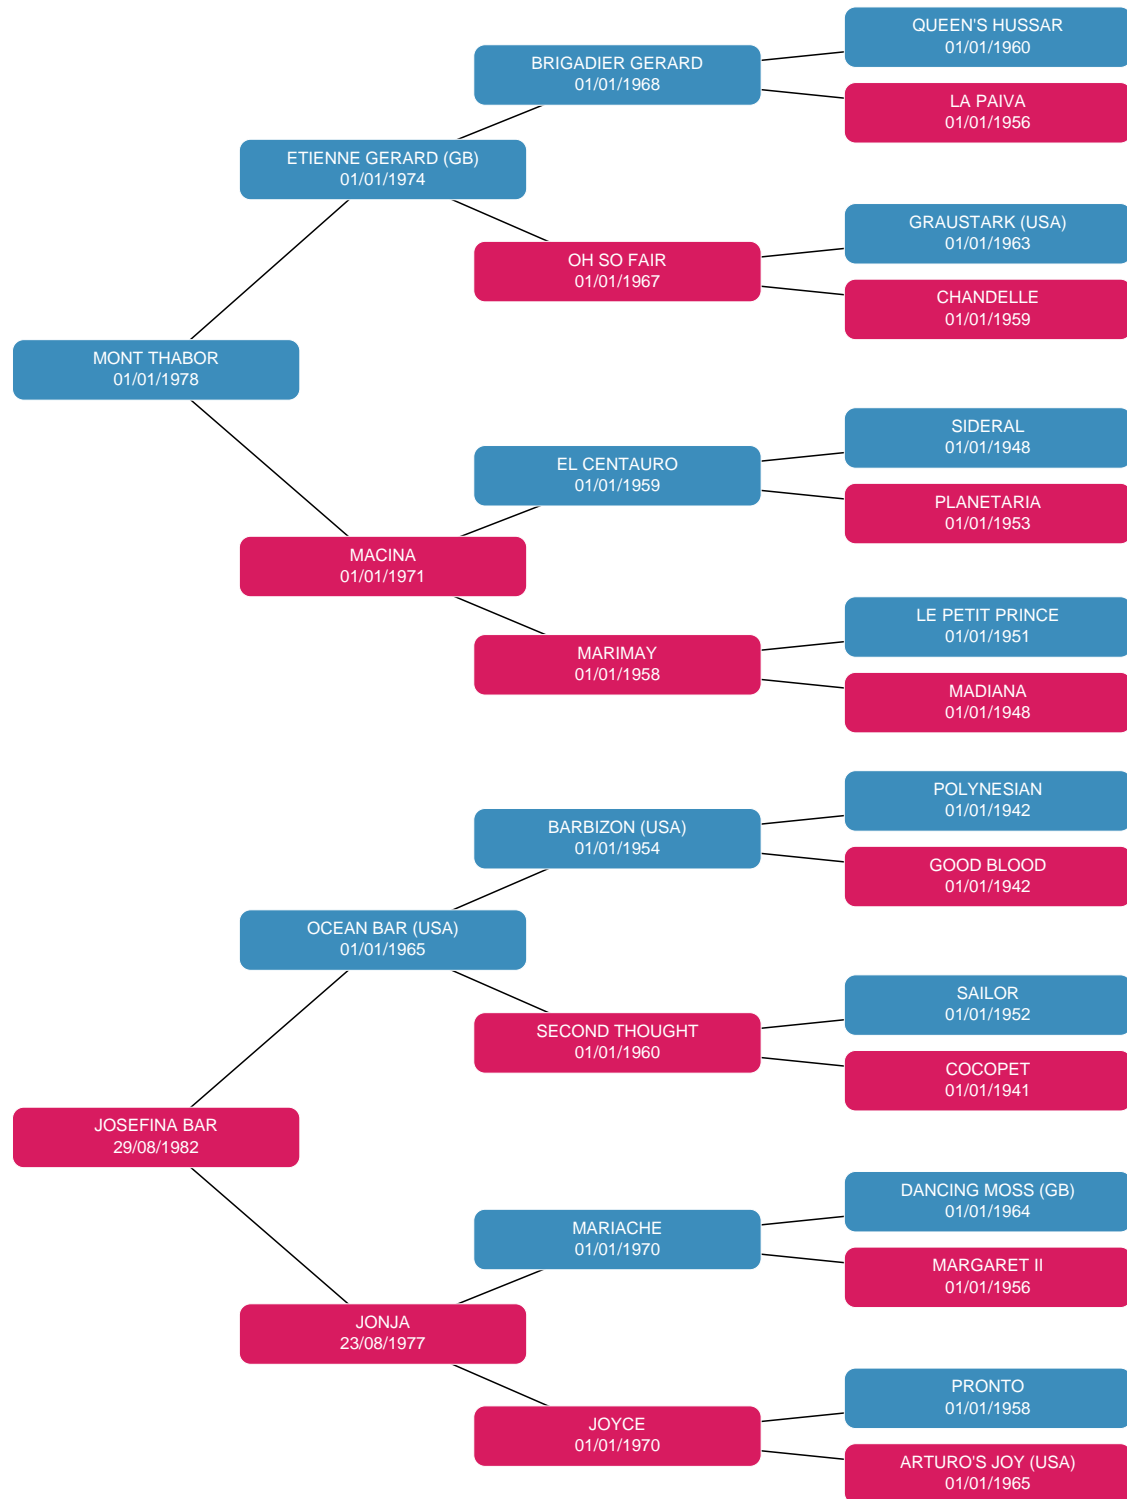 QUEEN'S HUSSAR
01/01/1960
BRIGADIER GERARD
01/01/1968
LA PAIVA
01/01/1956
ETIENNE GERARD (GB)
01/01/1974
GRAUSTARK (USA)
01/01/1963
OH SO FAIR
01/01/1967
CHANDELLE
01/01/1959
MONT THABOR
01/01/1978
SIDERAL
01/01/1948
EL CENTAURO
01/01/1959
PLANETARIA
01/01/1953
MACINA
01/01/1971
LE PETIT PRINCE
01/01/1951
MARIMAY
01/01/1958
MADIANA
01/01/1948
POLYNESIAN
01/01/1942
BARBIZON (USA)
01/01/1954
GOOD BLOOD
01/01/1942
OCEAN BAR (USA)
01/01/1965
SAILOR
01/01/1952
SECOND THOUGHT
01/01/1960
COCOPET
01/01/1941
JOSEFINA BAR
29/08/1982
DANCING MOSS (GB)
01/01/1964
MARIACHE
01/01/1970
MARGARET II
01/01/1956
JONJA
23/08/1977
PRONTO
01/01/1958
JOYCE
01/01/1970
ARTURO'S JOY (USA)
01/01/1965